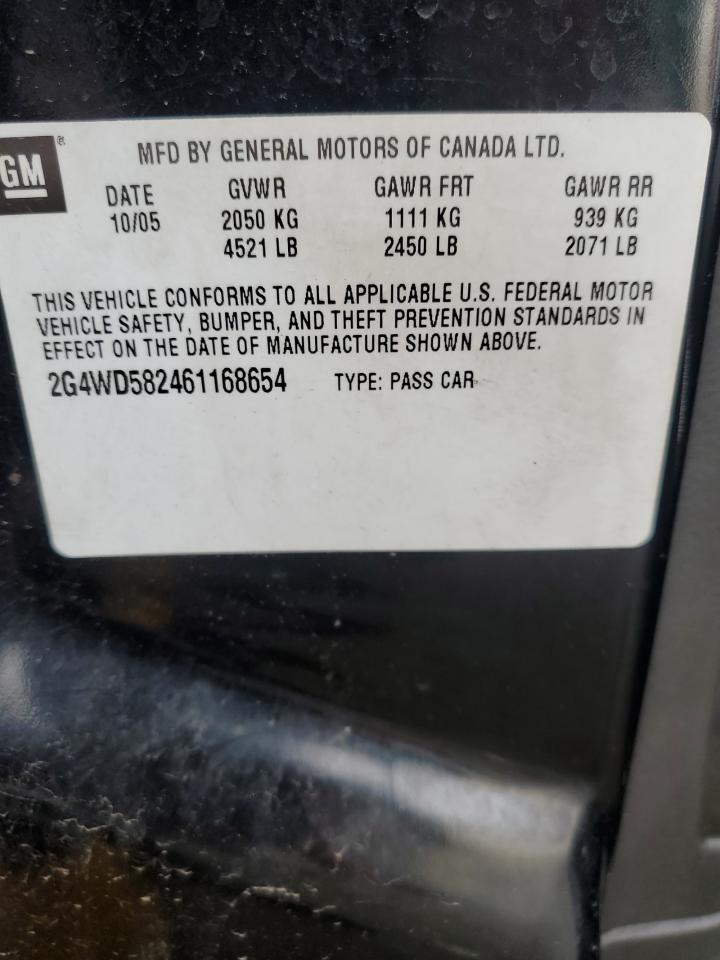 GM
MFD BY GENERAL MOTORS OF CANADA LTD.
DATE GVWR GAWR FRT GAWR RR
10/05 2050 KG 1111 KG 939 KG
4521 LB 2450 LB 2071 LB
THIS VEHICLE CONFORMS TO ALL APPLICABLE U.S. FEDERAL MOTOR
VEHICLE SAFETY, BUMPER, AND THEFT PREVENTION STANDARDS IN
EFFECT ON THE DATE OF MANUFACTURE SHOWN ABOVE.
2G4WD582461168654 TYPE: PASS CAR